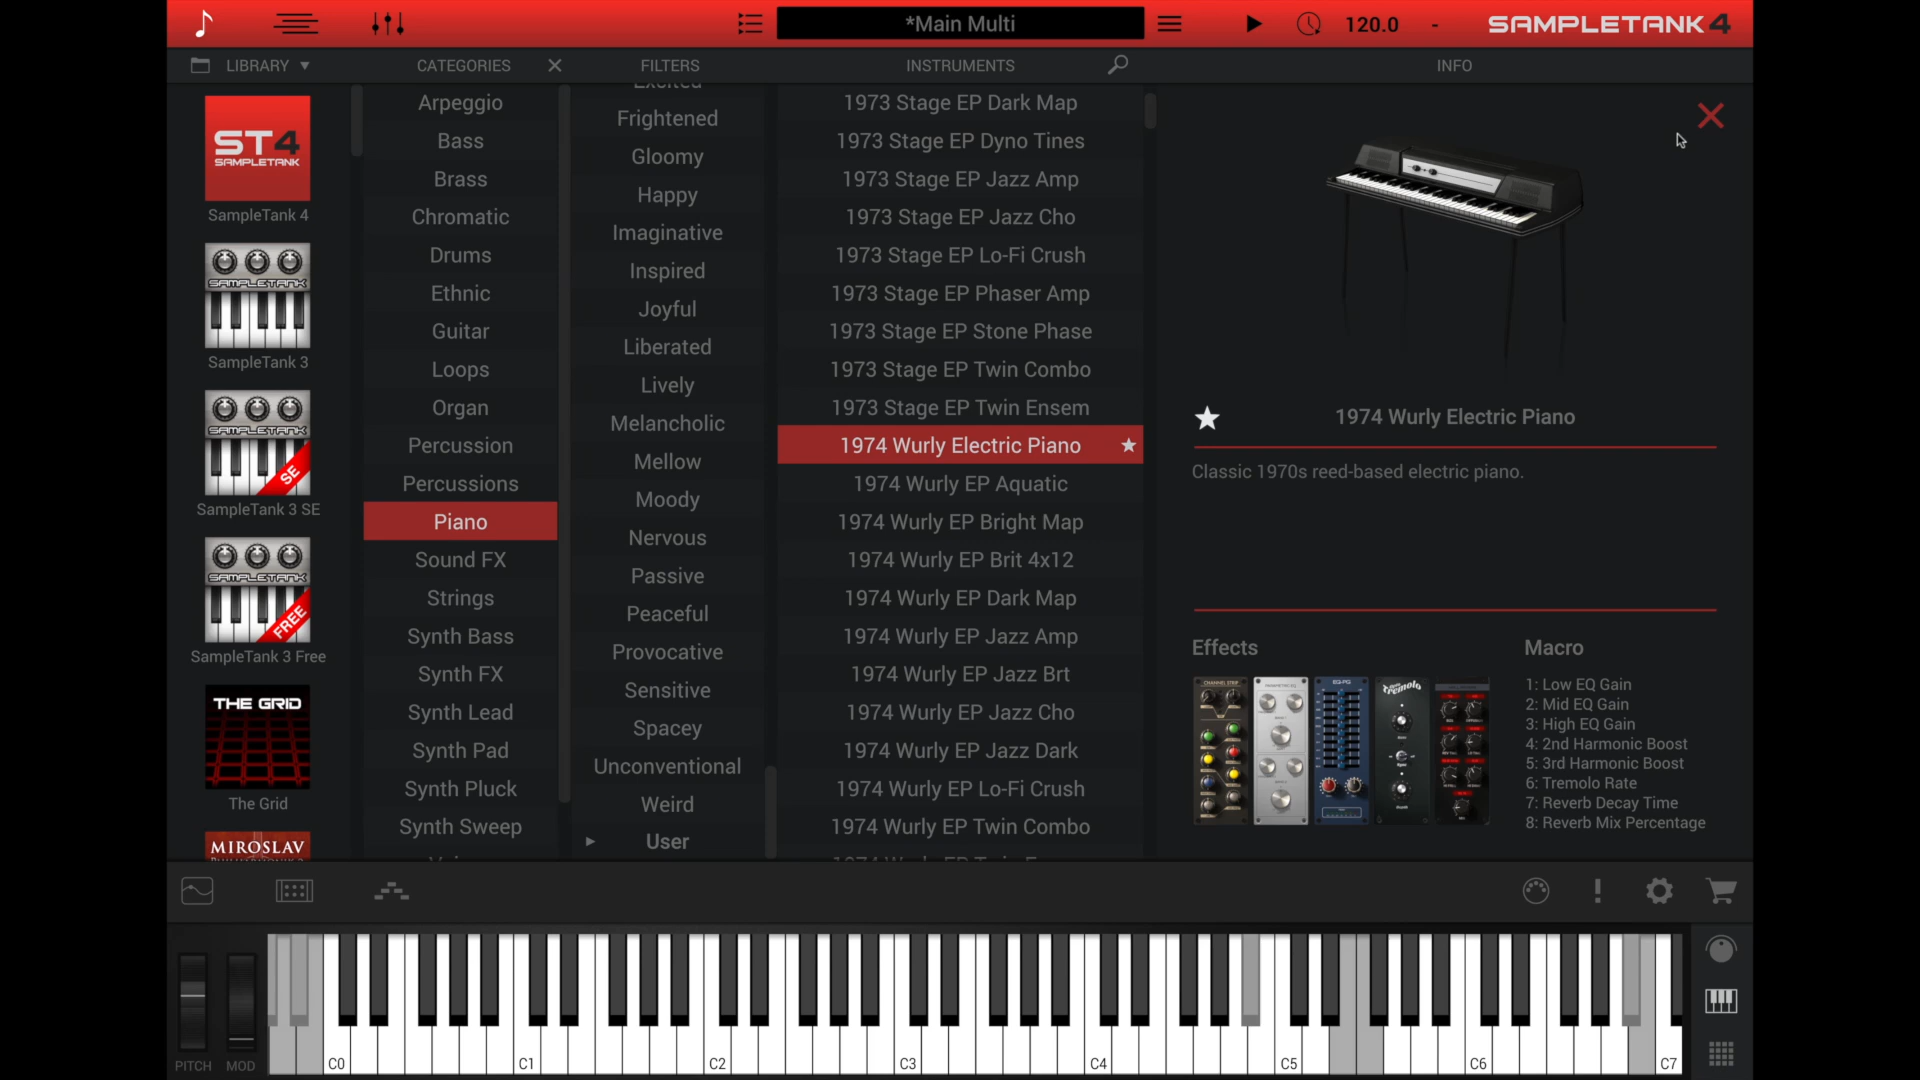 *Main Multi
120.0
-
SAMPLETANK 4
LIBRARY
CATEGORIES
FILTERS
INSTRUMENTS
INFO
ST4
SAMPLETANK
SampleTank 4
SAMPLETANK
SampleTank 3
SAMPLETANK
SE
SampleTank 3 SE
SAMPLETANK
FREE
SampleTank 3 Free
THE GRID
The Grid
MIROSLAV
Arpeggio
Bass
Brass
Chromatic
Drums
Ethnic
Guitar
Loops
Organ
Percussion
Percussions
Piano
Sound FX
Strings
Synth Bass
Synth FX
Synth Lead
Synth Pad
Synth Pluck
Synth Sweep
Excited
Frightened
Gloomy
Happy
Imaginative
Inspired
Joyful
Liberated
Lively
Melancholic
Mellow
Moody
Nervous
Passive
Peaceful
Provocative
Sensitive
Spacey
Unconventional
Weird
User
1973 Stage EP Dark Map
1973 Stage EP Dyno Tines
1973 Stage EP Jazz Amp
1973 Stage EP Jazz Cho
1973 Stage EP Lo-Fi Crush
1973 Stage EP Phaser Amp
1973 Stage EP Stone Phase
1973 Stage EP Twin Combo
1973 Stage EP Twin Ensem
1974 Wurly Electric Piano
1974 Wurly EP Aquatic
1974 Wurly EP Bright Map
1974 Wurly EP Brit 4x12
1974 Wurly EP Dark Map
1974 Wurly EP Jazz Amp
1974 Wurly EP Jazz Brt
1974 Wurly EP Jazz Cho
1974 Wurly EP Jazz Dark
1974 Wurly EP Lo-Fi Crush
1974 Wurly EP Twin Combo
1974 Wurly Electric Piano
Classic 1970s reed-based electric piano.
Effects
CHANNEL STRIP
PARAMETRIC EQ
EQ-PG
Tremolo
Macro
1: Low EQ Gain
2: Mid EQ Gain
3: High EQ Gain
4: 2nd Harmonic Boost
5: 3rd Harmonic Boost
6: Tremolo Rate
7: Reverb Decay Time
8: Reverb Mix Percentage
PITCH
MOD
C0
C1
C2
C3
C4
C5
C6
C7